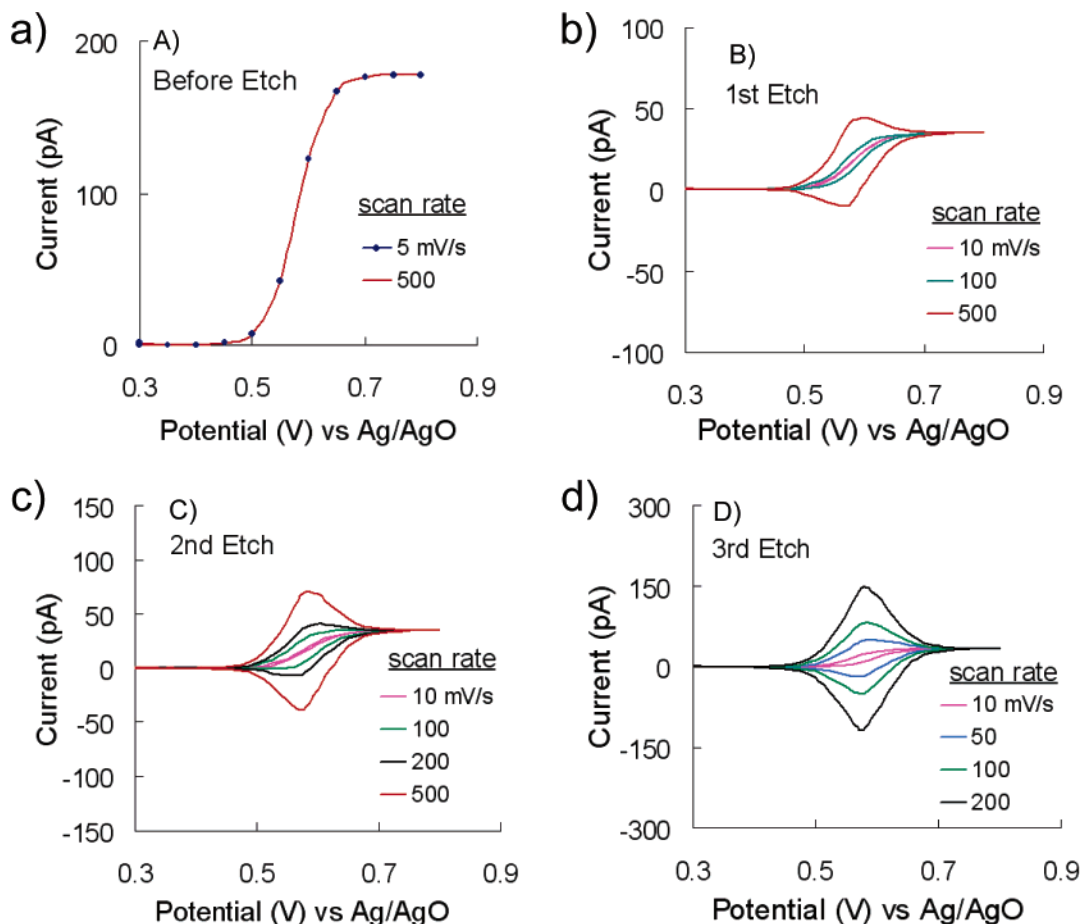 a)
A)
Before Etch
200
100
0
Current (pA)
scan rate
5 mV/s
500
0.3
0.5
0.7
0.9
Potential (V) vs Ag/AgO
b)
B)
1st Etch
100
50
0
-50
-100
Current (pA)
scan rate
10 mV/s
100
500
0.3
0.5
0.7
0.9
Potential (V) vs Ag/AgO
c)
C)
2nd Etch
150
100
50
0
-50
-100
-150
Current (pA)
scan rate
10 mV/s
100
200
500
0.3
0.5
0.7
0.9
Potential (V) vs Ag/AgO
d)
D)
3rd Etch
300
150
0
-150
-300
Current (pA)
scan rate
10 mV/s
50
100
200
0.3
0.5
0.7
0.9
Potential (V) vs Ag/AgO